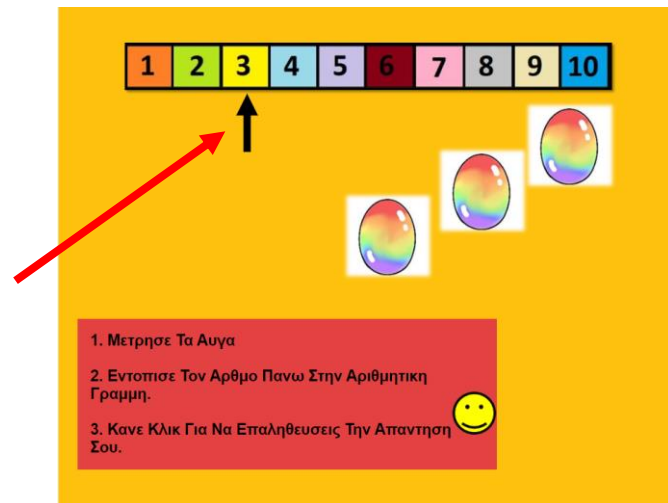 1 2 3 4 5 6 7 8 9 10
1. Μετρησε Τα Αυγα
2. Εντοπισε Τον Αρθμο Πανω Στην Αριθμητικη
Γραμμη.
3. Κανε Κλικ Για Να Επαληθευσεις Την Απαντηση
Σου.